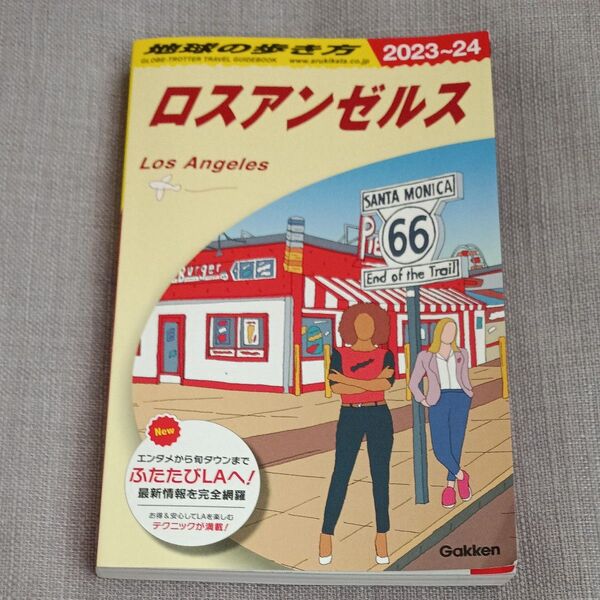 地球の歩き方
GLOBE-TROTTER TRAVEL GUIDEBOOK
www.arukikata.co.jp
2023~24
ロスアンゼルス
Los Angeles
SANTA MONICA
66
End of the Trail
Pie
burger
New
エンタメから旬タウンまで
ふたたびLAへ!
最新情報を完全網羅
お得&安心してLAを楽しむ
テクニックが満載!
Gakken